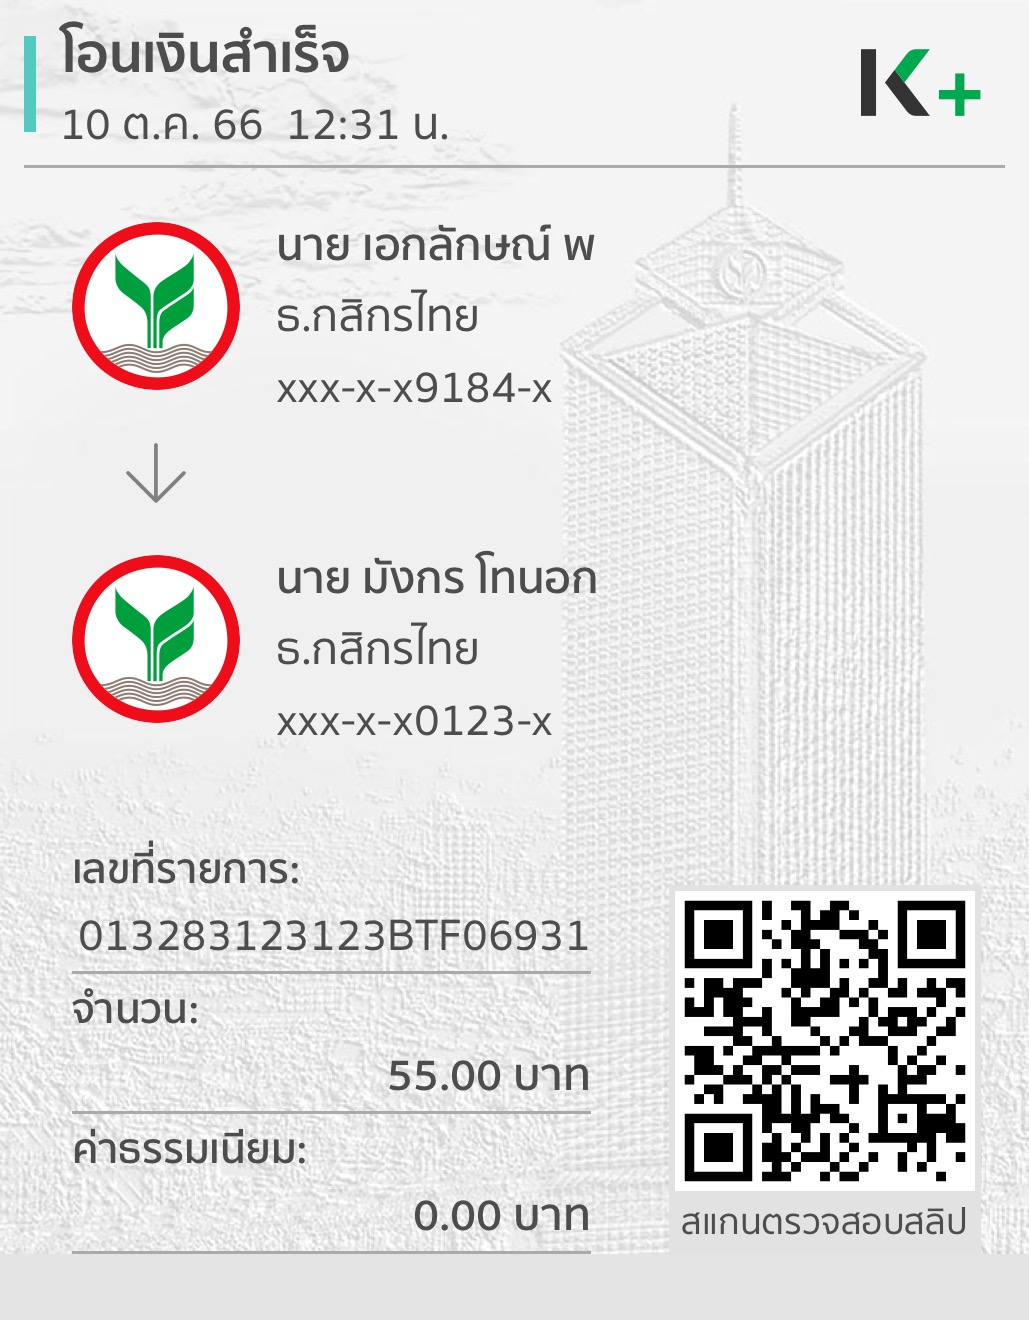 โอนเงินสำเร็จ
10 ต.ค. 66  12:31 น.
K+
นาย เอกลักษณ์ พ
ธ.กสิกรไทย
xxx-x-x9184-x
นาย มังกร โทนอก
ธ.กสิกรไทย
xxx-x-x0123-x
เลขที่รายการ:
013283123123BTF06931
จำนวน:
55.00 บาท
ค่าธรรมเนียม:
0.00 บาท
สแกนตรวจสอบสลิป